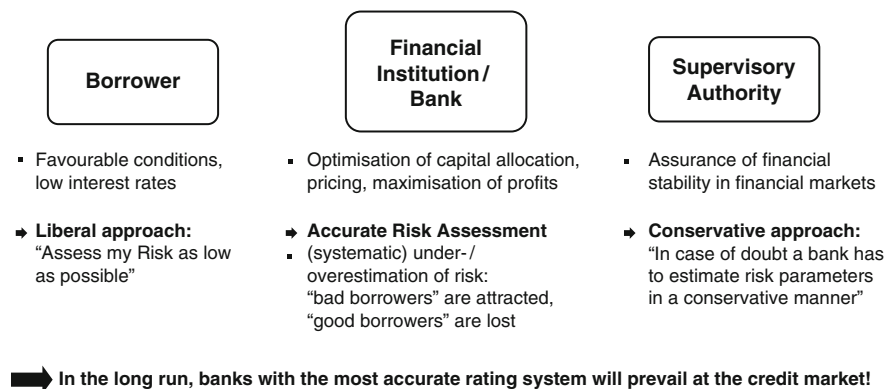 Borrower
Financial
Institution/
Bank
Supervisory
Authority
▪ Favourable conditions,
low interest rates
➔ Liberal approach:
“Assess my Risk as low
as possible”
▪ Optimisation of capital allocation,
pricing, maximisation of profits
➔ Accurate Risk Assessment
▪ (systematic) under-/
overestimation of risk:
“bad borrowers” are attracted,
“good borrowers” are lost
▪ Assurance of financial
stability in financial markets
➔ Conservative approach:
“In case of doubt a bank has
to estimate risk parameters
in a conservative manner”
In the long run, banks with the most accurate rating system will prevail at the credit market!